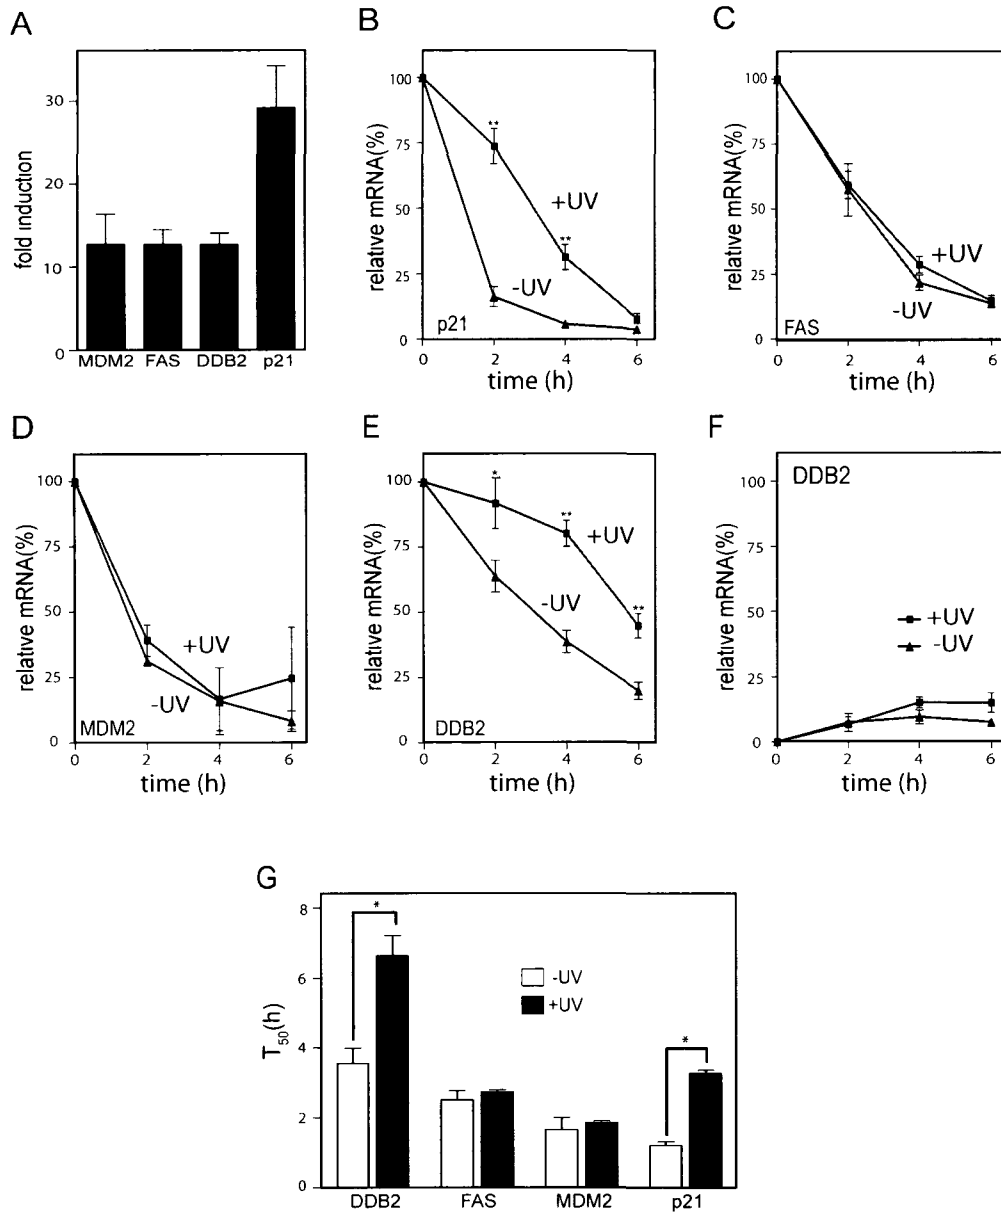 A
fold induction
30
20
10
0
MDM2 FAS DDB2 p21
B
relative mRNA(%)
100
75
50
25
0
**
**
+UV
-UV
p21
0 2 4 6
time (h)
C
relative mRNA(%)
100
75
50
25
0
+UV
-UV
FAS
0 2 4 6
time (h)
D
relative mRNA(%)
100
75
50
25
0
+UV
-UV
MDM2
0 2 4 6
time (h)
E
relative mRNA(%)
100
75
50
25
0
*
**
**
+UV
-UV
DDB2
0 2 4 6
time (h)
F
relative mRNA(%)
100
75
50
25
0
DDB2
+UV
-UV
0 2 4 6
time (h)
G
T50(h)
8
6
4
2
0
*
*
-UV
+UV
DDB2 FAS MDM2 p21